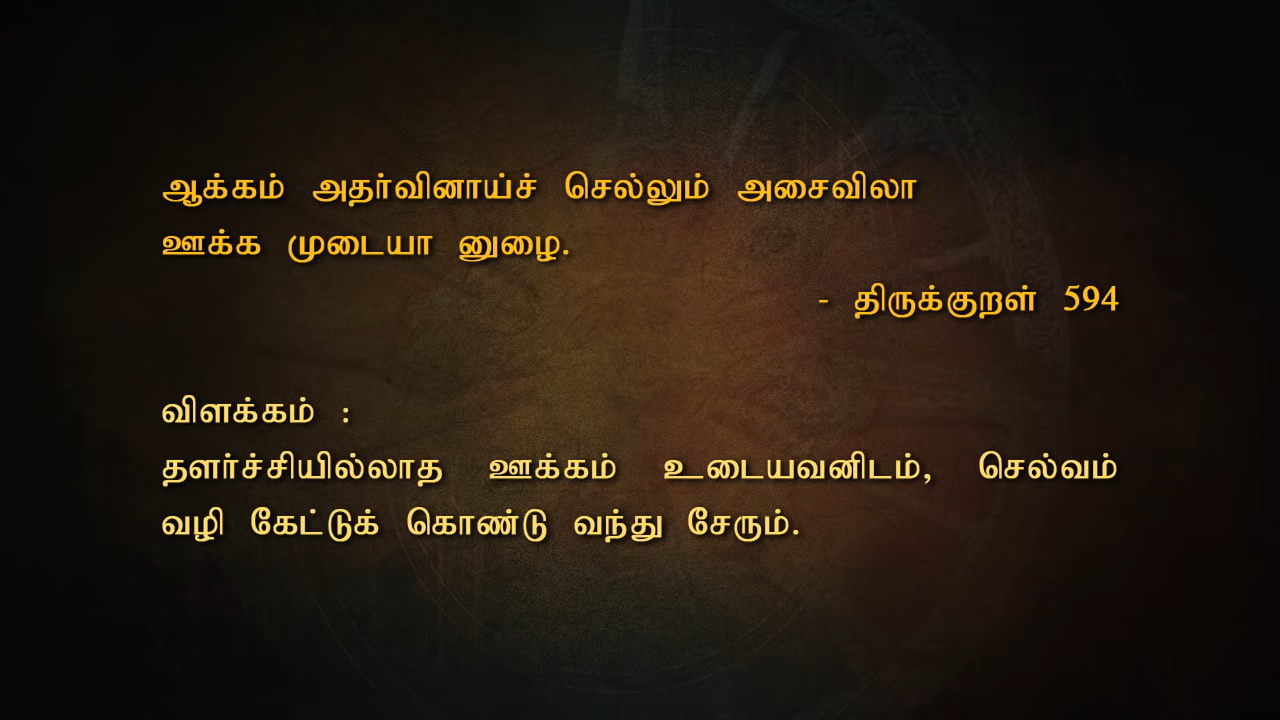 ஆக்கம் அதர்வினாய்ச் செல்லும் அசைவிலா
ஊக்க முடையா னுழை.
- திருக்குறள் 594
விளக்கம் :
தளர்ச்சியில்லாத ஊக்கம் உடையவனிடம், செல்வம்
வழி கேட்டுக் கொண்டு வந்து சேரும்.